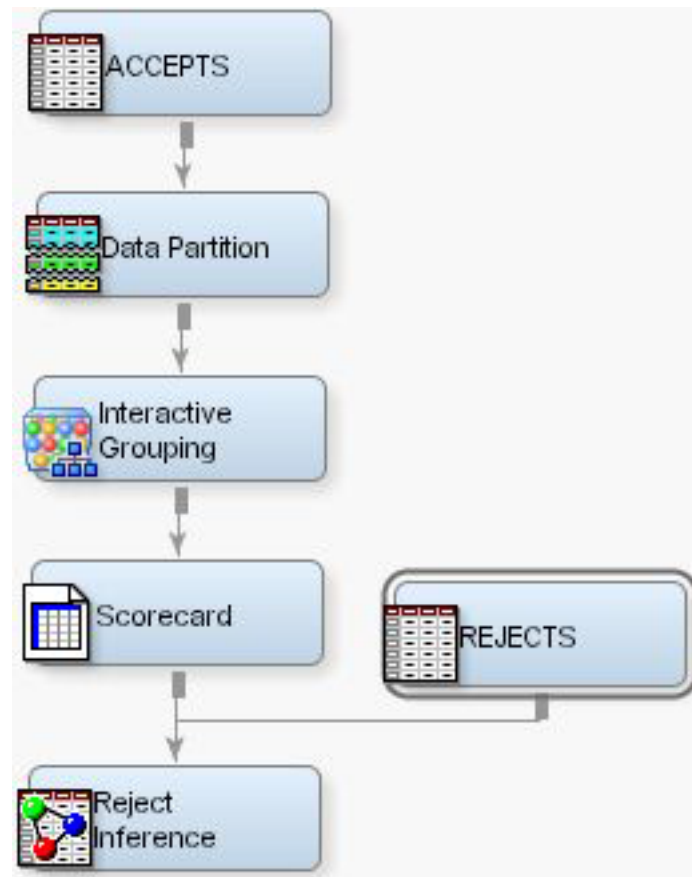 ACCEPTS
Data Partition
Interactive
Grouping
Scorecard
REJECTS
Reject
Inference